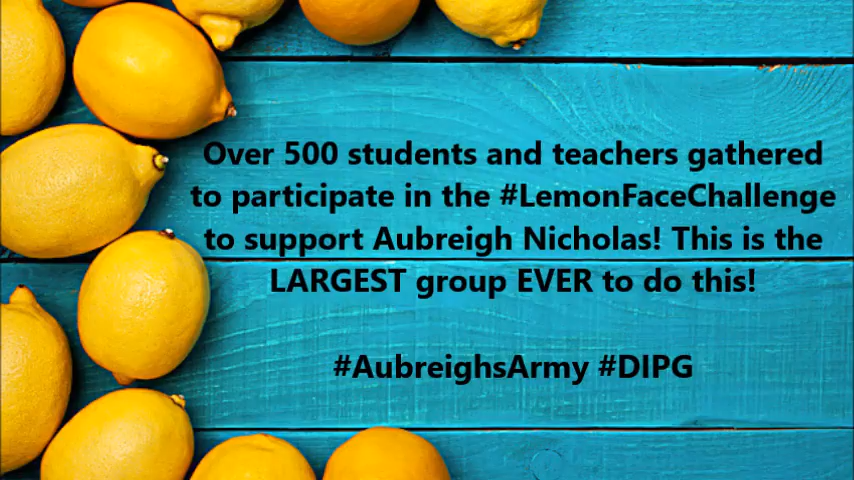 Over 500 students and teachers gathered
to participate in the #LemonFaceChallenge
to support Aubreigh Nicholas! This is the
LARGEST group EVER to do this!
#AubreighsArmy #DIPG